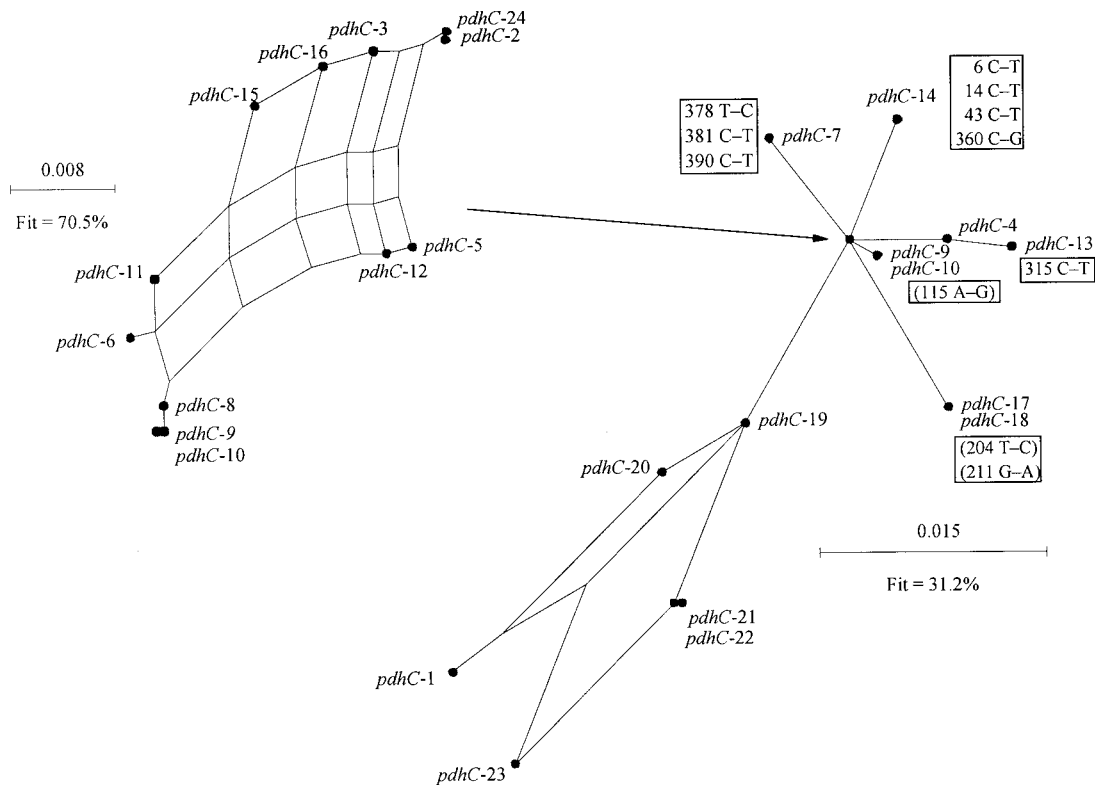 pdhC-24
pdhC-2
pdhC-3
pdhC-16
pdhC-15
0.008
Fit = 70.5%
pdhC-11
pdhC-6
pdhC-5
pdhC-12
pdhC-8
pdhC-9
pdhC-10
6 C–T
14 C–T
43 C–T
360 C–G
pdhC-14
378 T–C
381 C–T
390 C–T
pdhC-7
pdhC-4
pdhC-13
315 C–T
pdhC-9
pdhC-10
(115 A–G)
pdhC-17
pdhC-18
(204 T–C)
(211 G–A)
pdhC-19
pdhC-20
0.015
Fit = 31.2%
pdhC-21
pdhC-22
pdhC-1
pdhC-23